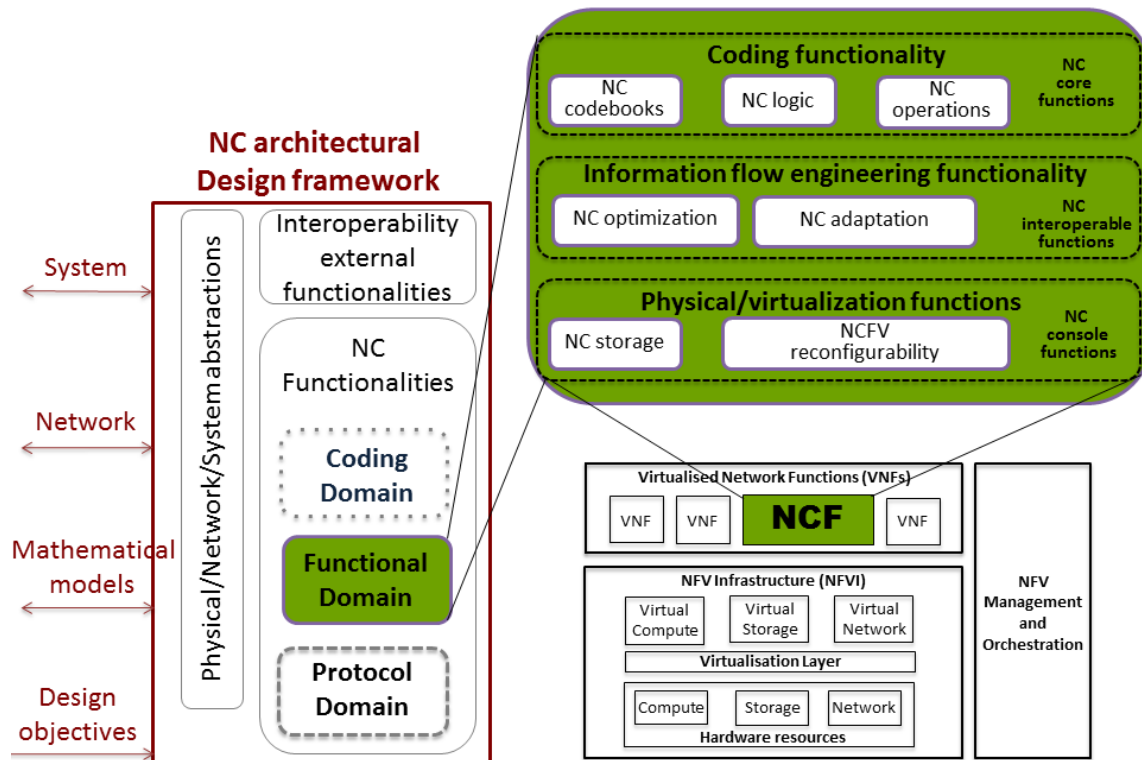 NC architectural
Design framework
System
Network
Mathematical
models
Design
objectives
Physical/Network/System abstractions
Interoperability
external
functionalities
NC
Functionalities
Coding
Domain
Functional
Domain
Protocol
Domain
Coding functionality
NC
codebooks
NC logic
NC
operations
NC
core
functions
Information flow engineering functionality
NC optimization
NC adaptation
NC
interoperable
functions
Physical/virtualization functions
NC storage
NCFV
reconfigurability
NC
console
functions
Virtualised Network Functions (VNFs)
VNF
VNF
NCF
VNF
NFV Infrastructure (NFVI)
Virtual
Compute
Virtual
Storage
Virtual
Network
Virtualisation Layer
Compute
Storage
Network
Hardware resources
NFV
Management
and
Orchestration